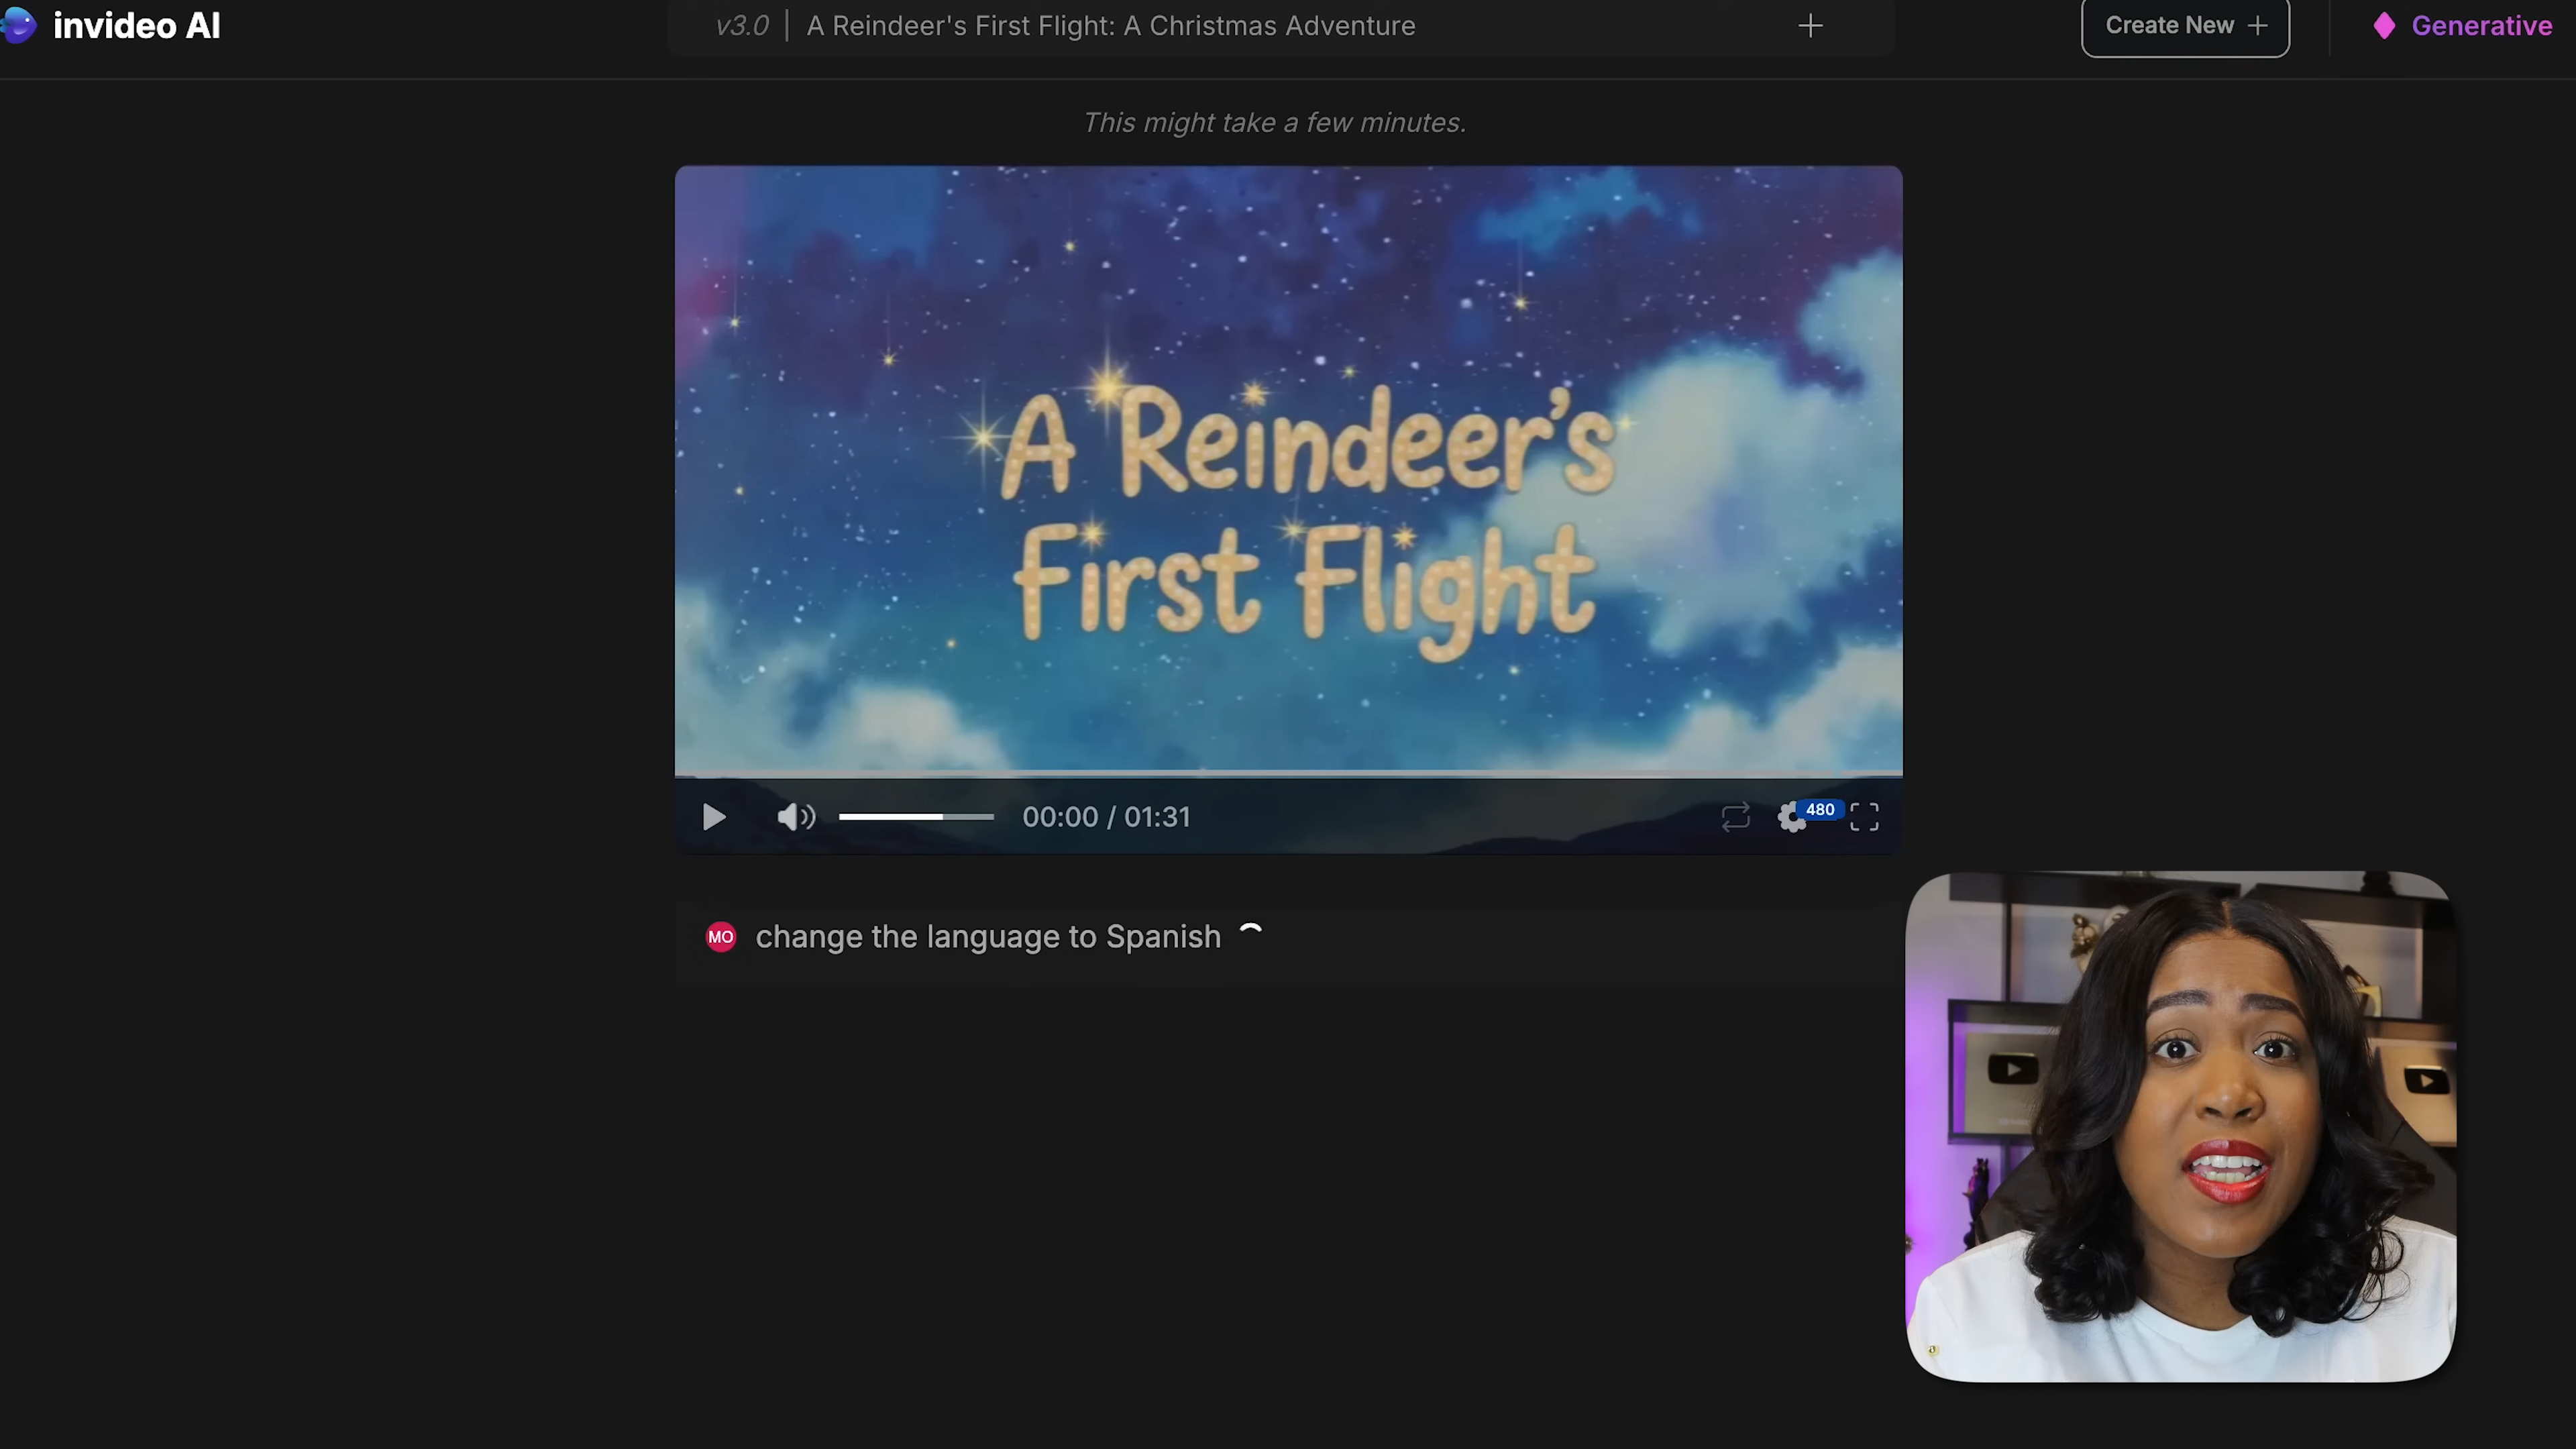 invideo AI
v3.0 | A Reindeer's First Flight: A Christmas Adventure
Create New +
Generative
This might take a few minutes.
A Reindeer's
First Flight
00:00 / 01:31
480
MO change the language to Spanish